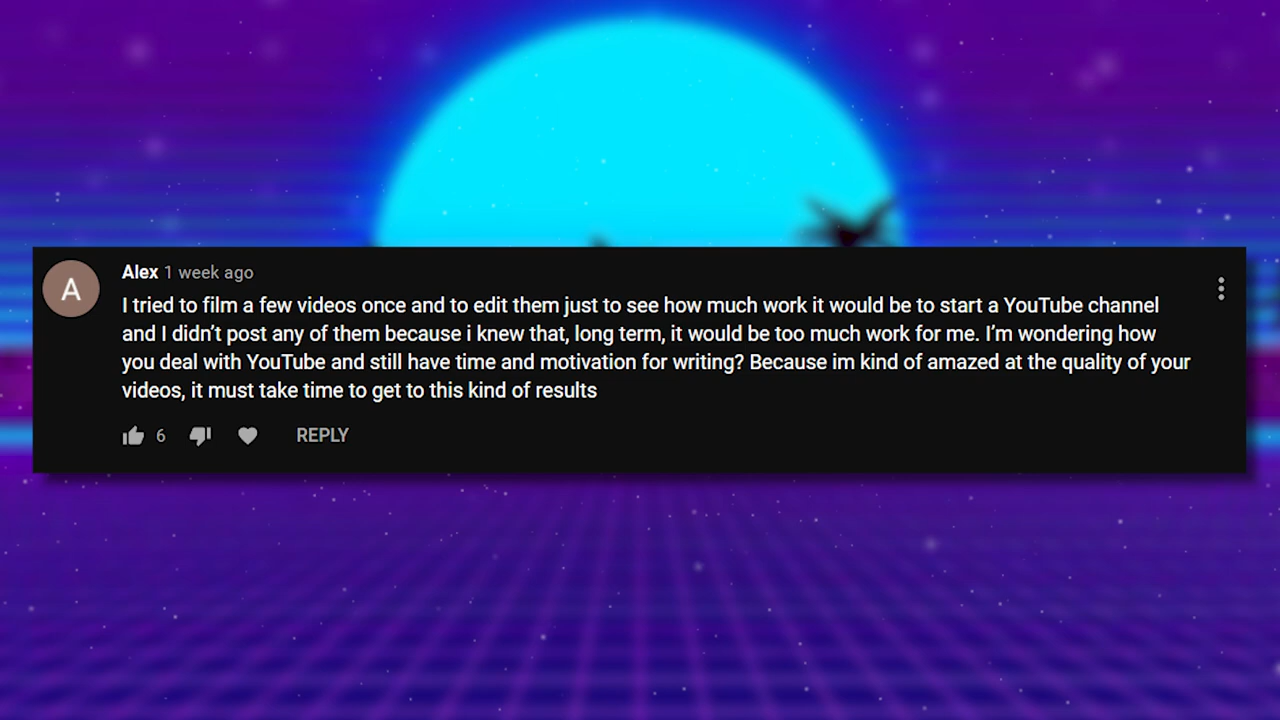 A
Alex 1 week ago
I tried to film a few videos once and to edit them just to see how much work it would be to start a YouTube channel
and I didn’t post any of them because i knew that, long term, it would be too much work for me. I’m wondering how
you deal with YouTube and still have time and motivation for writing? Because im kind of amazed at the quality of your
videos, it must take time to get to this kind of results
6 REPLY